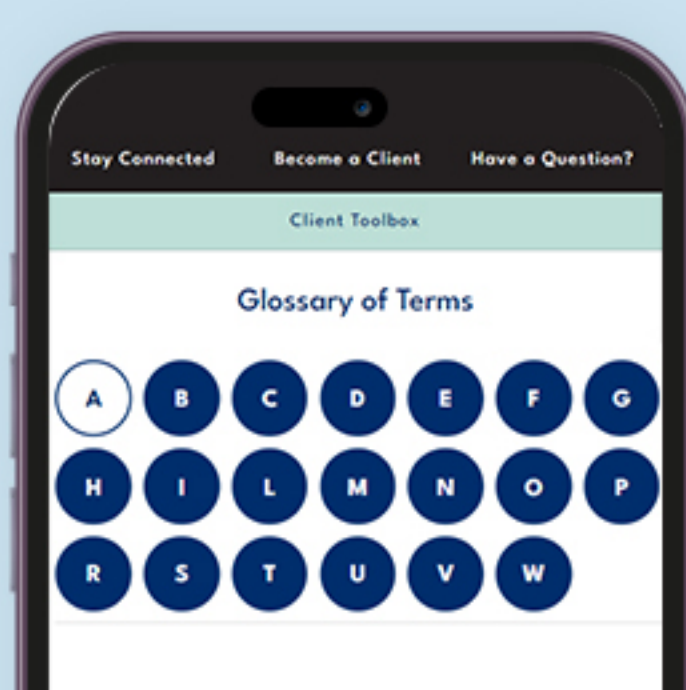 Stay Connected Become a Client Have a Question?
Client Toolbox
Glossary of Terms
A B C D E F G
H I L M N O P
R S T U V W